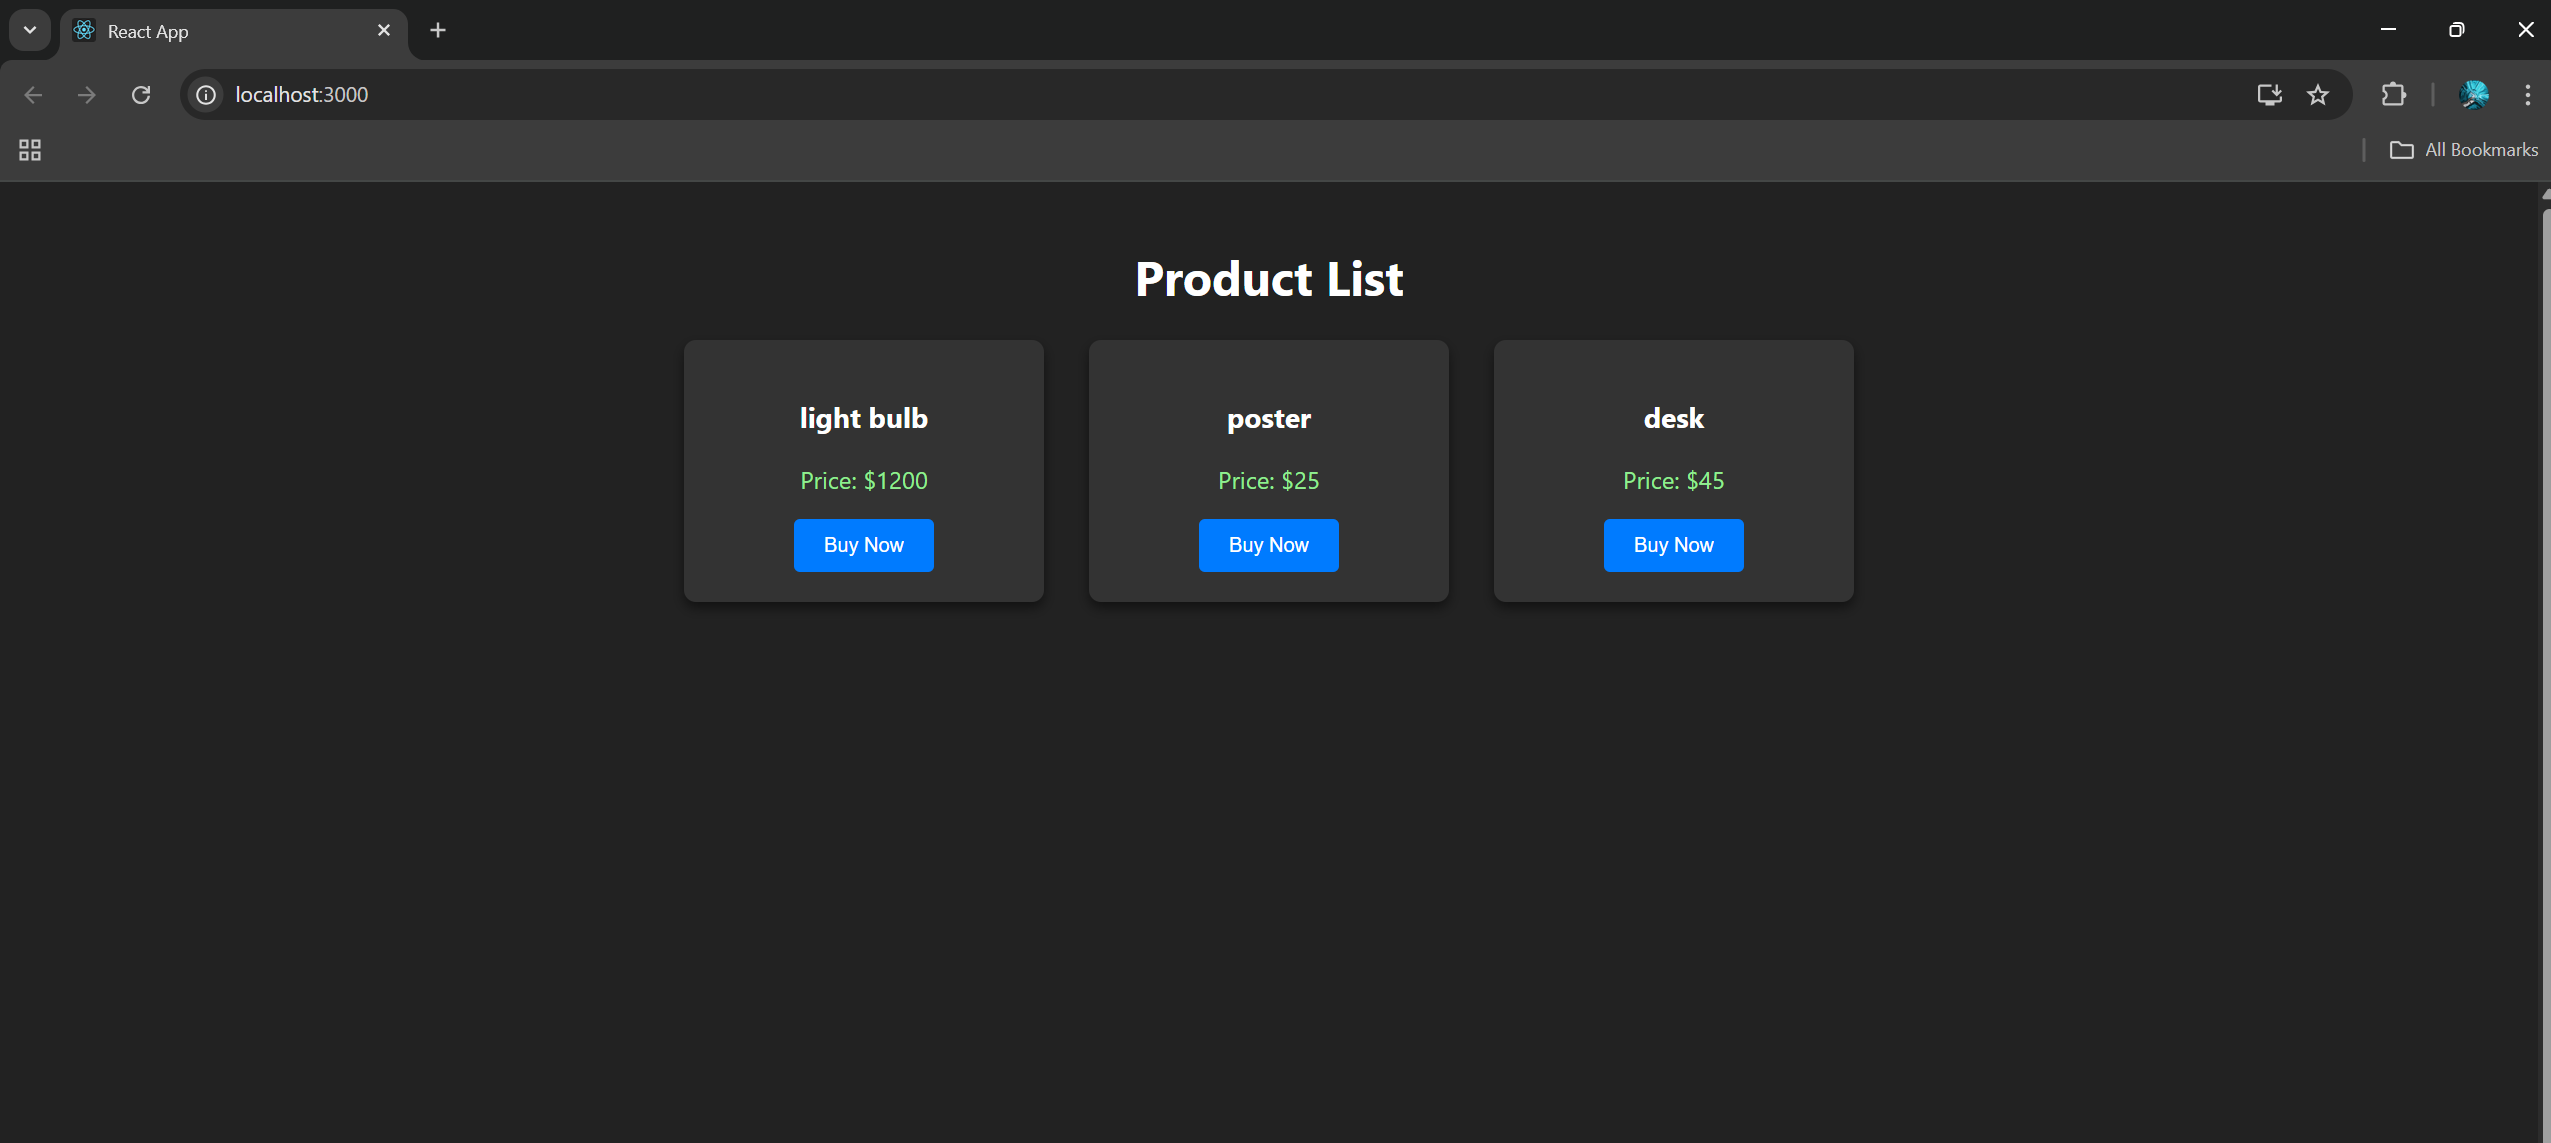 React App
localhost:3000
All Bookmarks
Product List
light bulb
Price: $1200
Buy Now
poster
Price: $25
Buy Now
desk
Price: $45
Buy Now